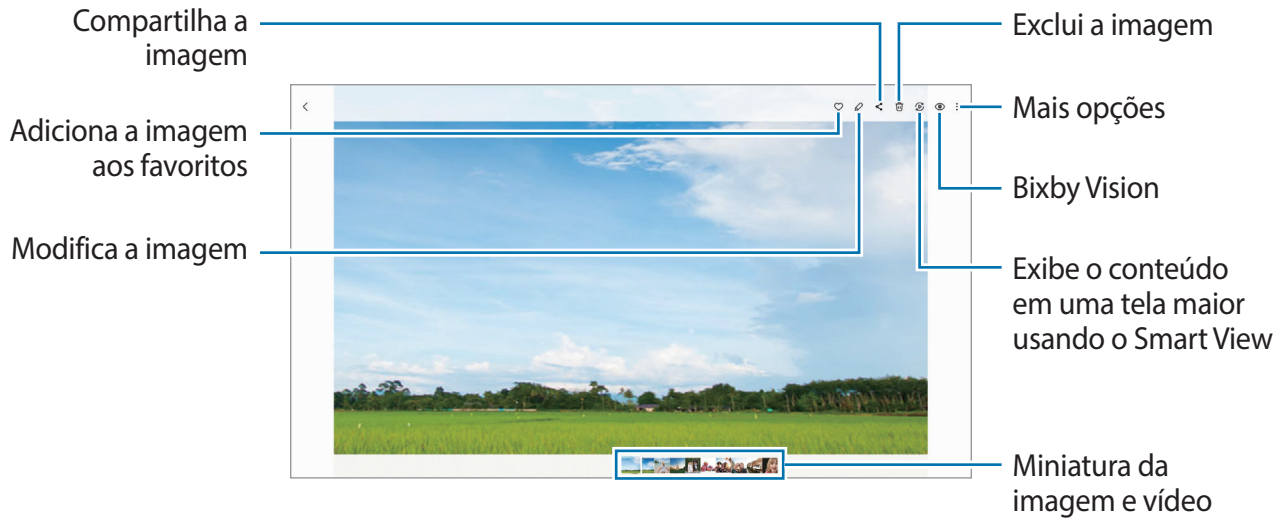 Compartilha a
imagem
Adiciona a imagem
aos favoritos
Modifica a imagem
Exclui a imagem
Mais opções
Bixby Vision
Exibe o conteúdo
em uma tela maior
usando o Smart View
Miniatura da
imagem e vídeo